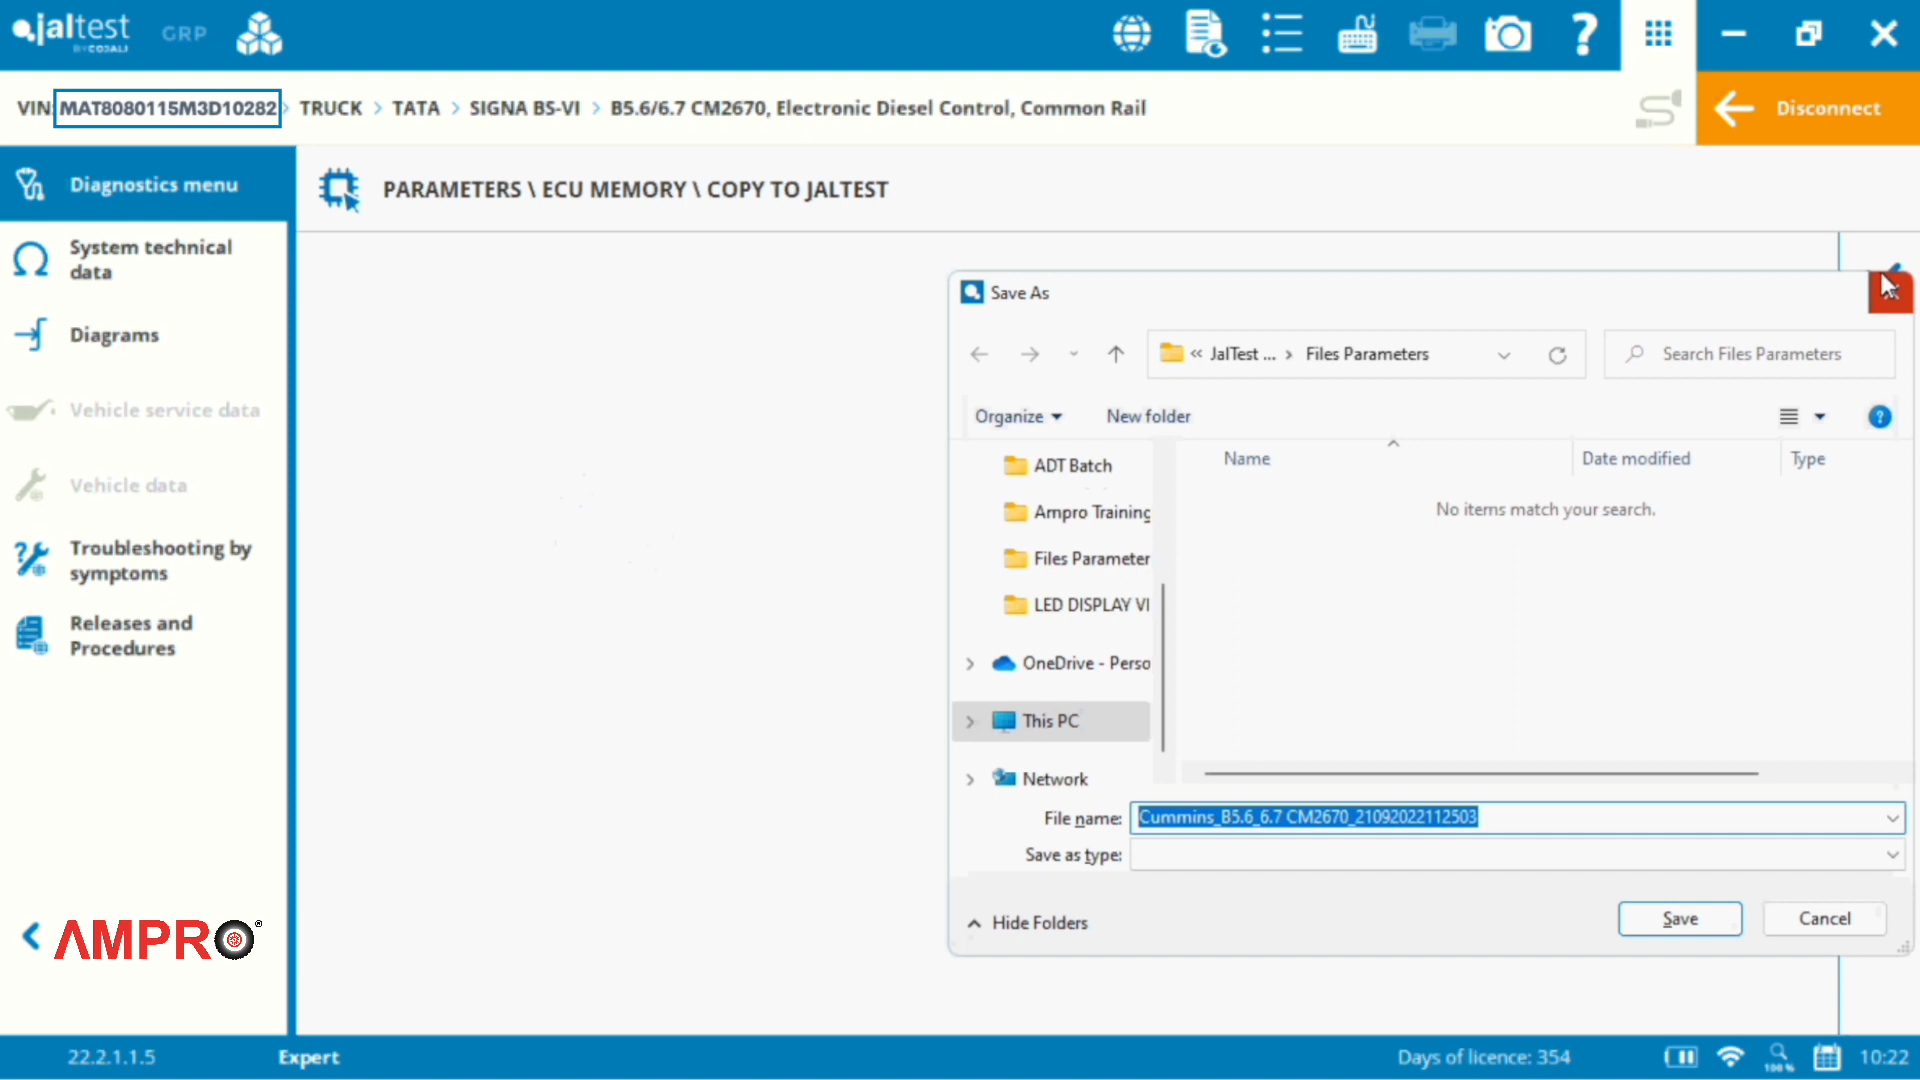 jaltest
BY COJALI
GRP
VIN: MAT8080115M3D10282 > TRUCK > TATA > SIGNA BS-VI > B5.6/6.7 CM2670, Electronic Diesel Control, Common Rail
Disconnect
Diagnostics menu
PARAMETERS \ ECU MEMORY \ COPY TO JALTEST
System technical
data
Diagrams
Vehicle service data
Vehicle data
Troubleshooting by
symptoms
Releases and
Procedures
AMPRO®
Save As
« JalTest ... > Files Parameters
Search Files Parameters
Organize
New folder
Name
Date modified
Type
No items match your search.
ADT Batch
Ampro Training
Files Parameter
LED DISPLAY VI
OneDrive - Perso
This PC
Network
File name: Cummins_B5.6_6.7 CM2670_21092022112503
Save as type:
Hide Folders
Save
Cancel
22.2.1.1.5
Expert
Days of licence: 354
100 %
10:22